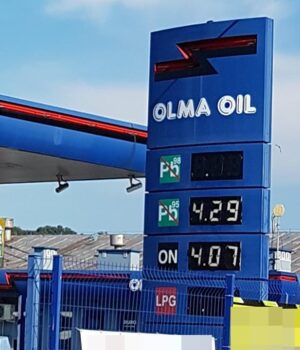 OLMA OIL
Pb 98
Pb 95 4.29
ON 4.07
LPG